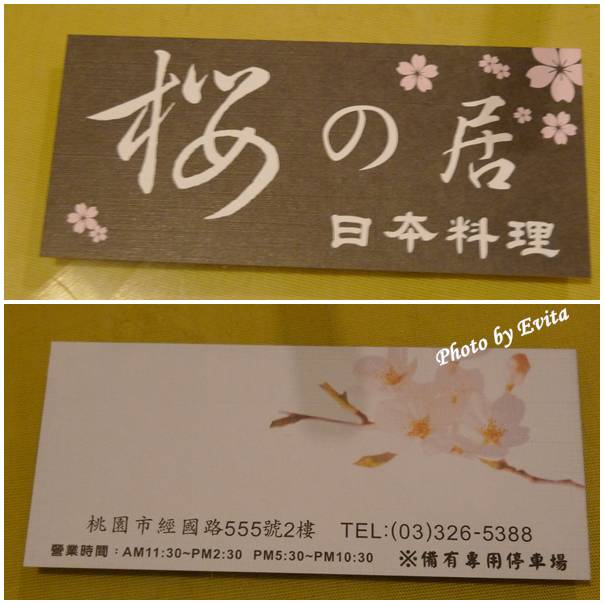 桜の居
日本料理
Photo by Evita
桃園市經國路555號2樓 TEL:(03)326-5388
營業時間：AM11:30~PM2:30 PM5:30~PM10:30 ※備有專用停車場